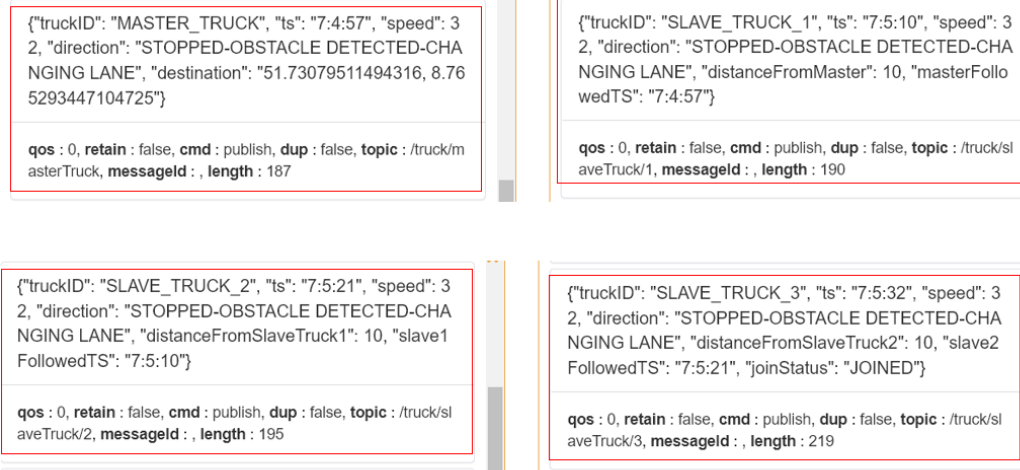 {"truckID": "MASTER_TRUCK", "ts": "7:4:57", "speed": 3
2, "direction": "STOPPED-OBSTACLE DETECTED-CHA
NGING LANE", "destination": "51.73079511494316, 8.76
5293447104725"}
qos : 0, retain : false, cmd : publish, dup : false, topic : /truck/m
asterTruck, messageId : , length : 187
{"truckID": "SLAVE_TRUCK_1", "ts": "7:5:10", "speed": 3
2, "direction": "STOPPED-OBSTACLE DETECTED-CHA
NGING LANE", "distanceFromMaster": 10, "masterFollo
wedTS": "7:4:57"}
qos : 0, retain : false, cmd : publish, dup : false, topic : /truck/sl
aveTruck/1, messageId : , length : 190
{"truckID": "SLAVE_TRUCK_2", "ts": "7:5:21", "speed": 3
2, "direction": "STOPPED-OBSTACLE DETECTED-CHA
NGING LANE", "distanceFromSlaveTruck1": 10, "slave1
FollowedTS": "7:5:10"}
qos : 0, retain : false, cmd : publish, dup : false, topic : /truck/sl
aveTruck/2, messageId : , length : 195
{"truckID": "SLAVE_TRUCK_3", "ts": "7:5:32", "speed": 3
2, "direction": "STOPPED-OBSTACLE DETECTED-CHA
NGING LANE", "distanceFromSlaveTruck2": 10, "slave2
FollowedTS": "7:5:21", "joinStatus": "JOINED"}
qos : 0, retain : false, cmd : publish, dup : false, topic : /truck/sl
aveTruck/3, messageId : , length : 219